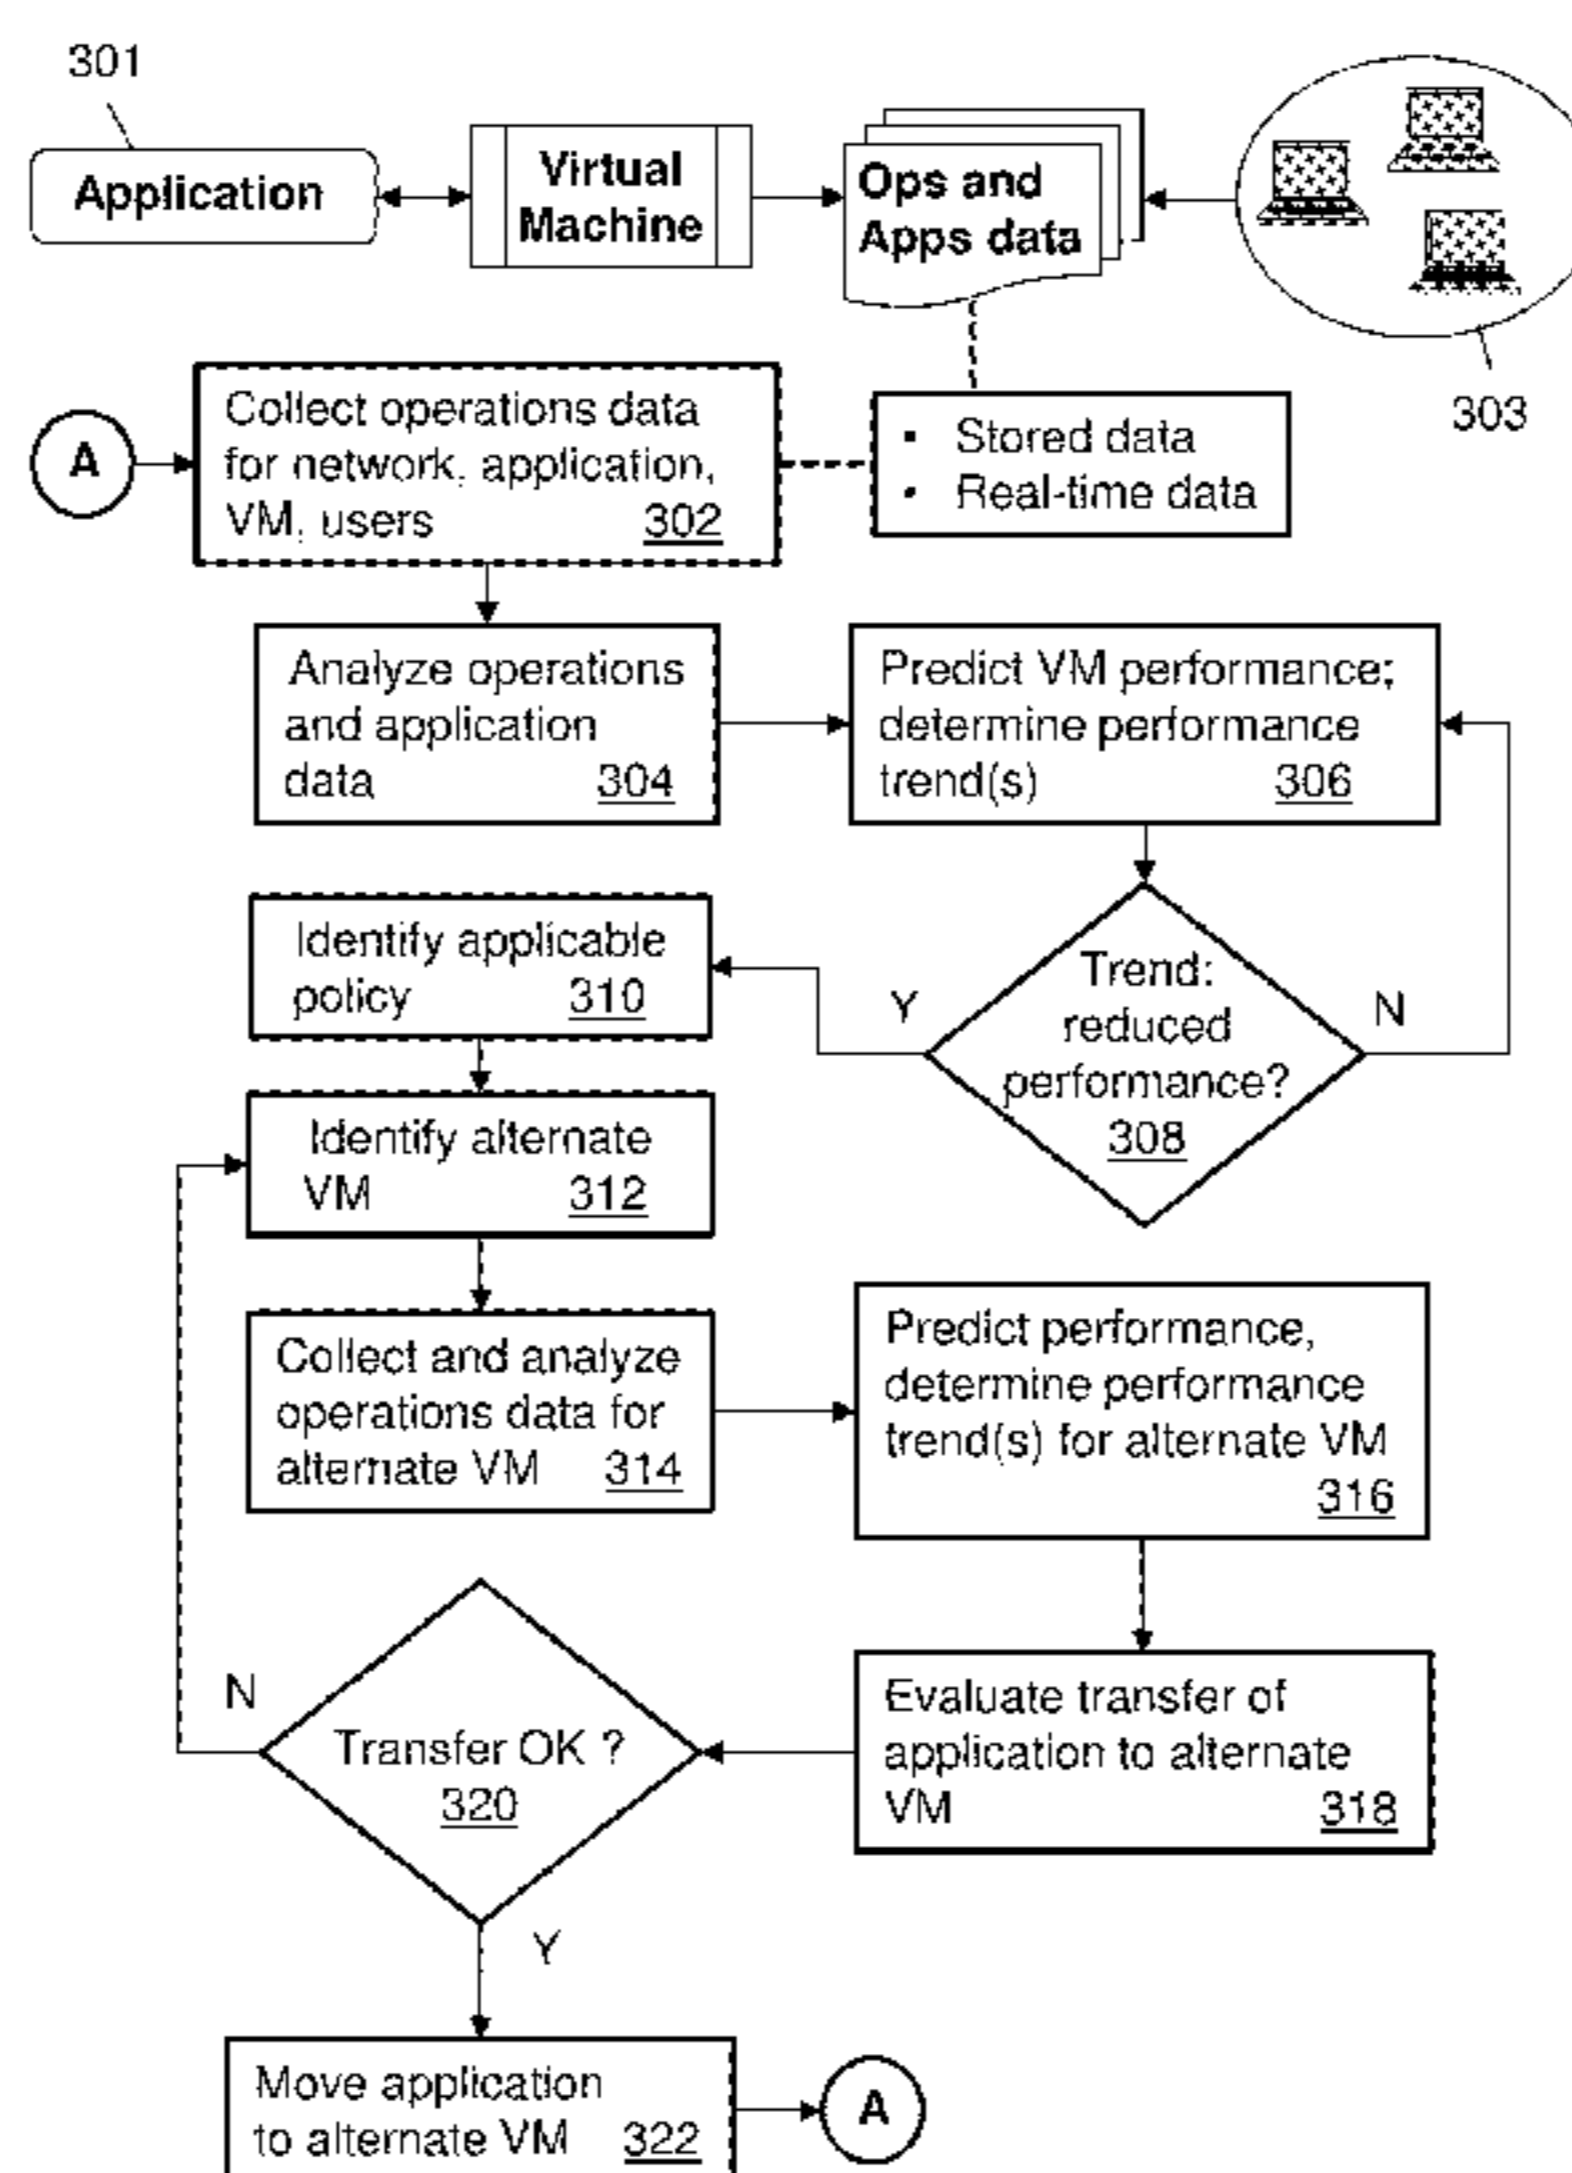 301
Application
Virtual
Machine
Ops and
Apps data
303
A
Collect operations data
for network, application,
VM, users 302
• Stored data
• Real-time data
Analyze operations
and application
data 304
Predict VM performance;
determine performance
trend(s) 306
Identify applicable
policy 310
Y
Trend:
reduced
performance?
308
N
Identify alternate
VM 312
Collect and analyze
operations data for
alternate VM 314
Predict performance,
determine performance
trend(s) for alternate VM
316
N
Transfer OK ?
320
Evaluate transfer of
application to alternate
VM 318
Y
Move application
to alternate VM 322
A